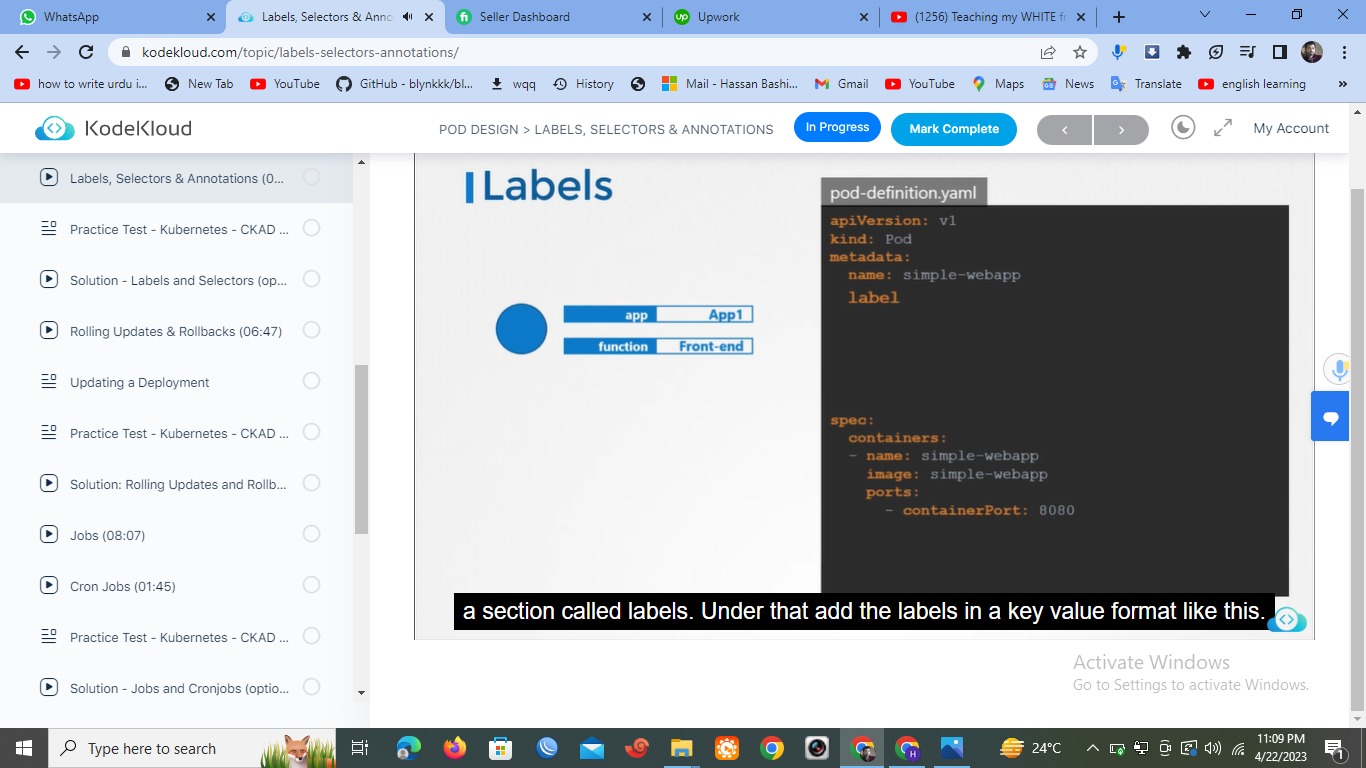 WhatsApp
Labels, Selectors & Anno
Seller Dashboard
Upwork
(1256) Teaching my WHITE fr
kodekloud.com/topic/labels-selectors-annotations/
how to write urdu i...
New Tab
YouTube
GitHub - blynkkk/bl...
wqq
History
Mail - Hassan Bashi...
Gmail
YouTube
Maps
News
Translate
english learning
»
KodeKloud
POD DESIGN > LABELS, SELECTORS & ANNOTATIONS
In Progress
Mark Complete
My Account
Labels, Selectors & Annotations (0...
Practice Test - Kubernetes - CKAD ...
Solution - Labels and Selectors (op...
Rolling Updates & Rollbacks (06:47)
Updating a Deployment
Practice Test - Kubernetes - CKAD ...
Solution: Rolling Updates and Rollb...
Jobs (08:07)
Cron Jobs (01:45)
Practice Test - Kubernetes - CKAD ...
Solution - Jobs and Cronjobs (optio...
Labels
app App1
function Front-end
pod-definition.yaml
apiVersion: v1
kind: Pod
metadata:
name: simple-webapp
label
spec:
containers:
- name: simple-webapp
image: simple-webapp
ports:
- containerPort: 8080
a section called labels. Under that add the labels in a key value format like this.
Activate Windows
Go to Settings to activate Windows.
Type here to search
24°C
11:09 PM
4/22/2023
1